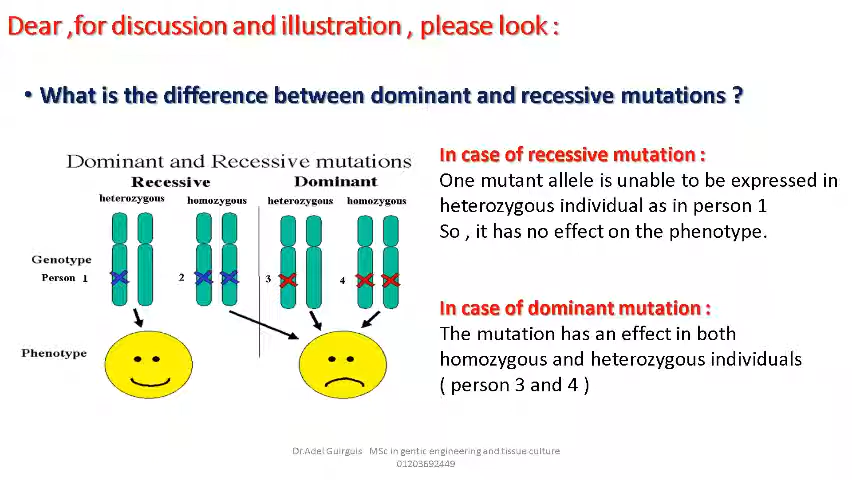 Dear ,for discussion and illustration , please look :
• What is the difference between dominant and recessive mutations ?
Dominant and Recessive mutations
Recessive Dominant
heterozygous homozygous heterozygous homozygous
Genotype
Person 1 2 3 4
Phenotype
In case of recessive mutation :
One mutant allele is unable to be expressed in
heterozygous individual as in person 1
So , it has no effect on the phenotype.
In case of dominant mutation :
The mutation has an effect in both
homozygous and heterozygous individuals
( person 3 and 4 )
Dr.Adel Guirguis MSc in gentic engineering and tissue culture
01203692449